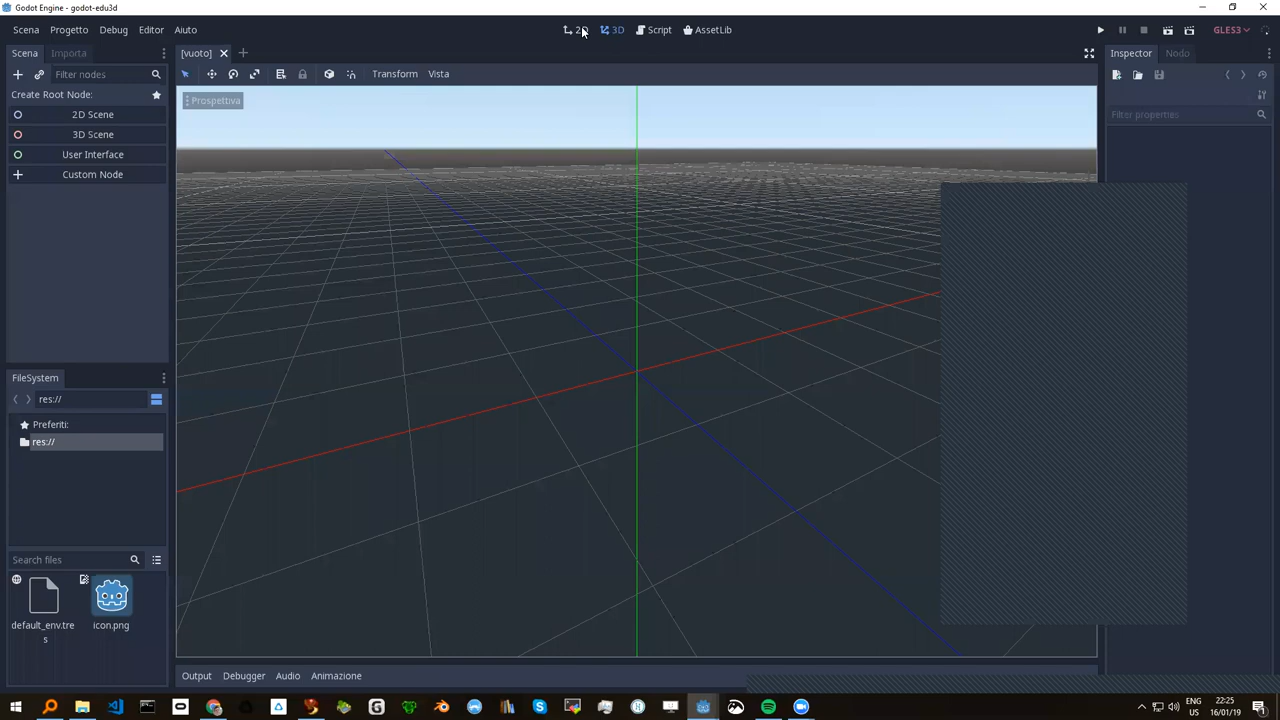 Godot Engine - godot-edu3d
Scena Progetto Debug Editor Aiuto
2D 3D Script AssetLib
GLES3
Scena Importa
[vuoto]
Inspector Nodo
Filter nodes
Transform Vista
Create Root Node:
Prospettiva
2D Scene
3D Scene
User Interface
Custom Node
Filter properties
FileSystem
res://
Preferiti:
res://
Search files
default_env.tres
icon.png
Output Debugger Audio Animazione
ENG
US
22:25
16/01/19